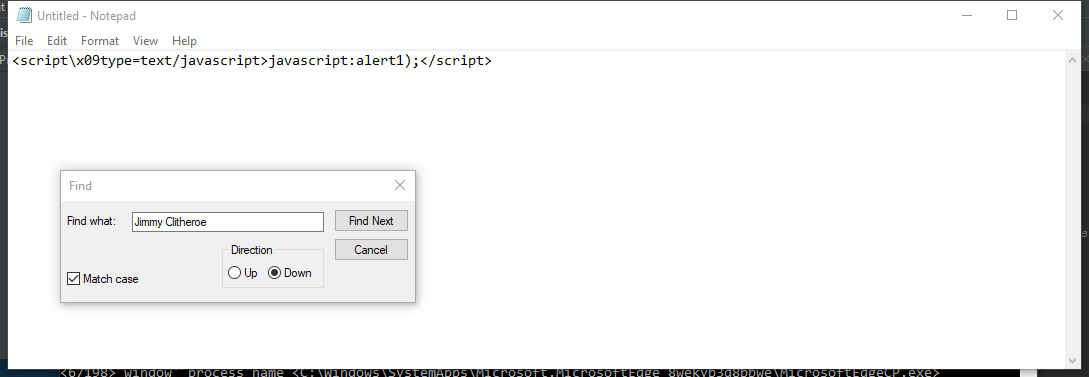 Untitled - Notepad
File Edit Format View Help
<script\x09type=text/javascript>javascript:alert1);</script>
Find
Find what: Jimmy Clitheroe Find Next
Cancel
Direction
Up Down
Match case
<6/198> window' process name <C:\Windows\SystemApps\Microsoft.MicrosoftEdge_8wekyb3d8bbwe\MicrosoftEdgeCP.exe>